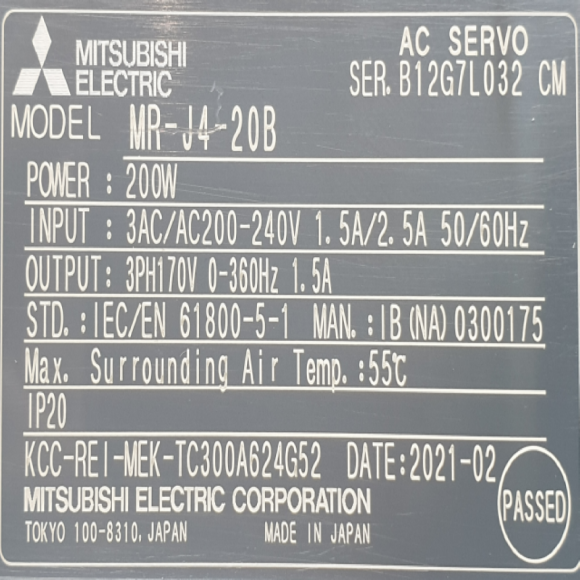 MITSUBISHI
ELECTRIC
AC SERVO
SER. B12G7L032 CM
MODEL MR-J4-20B
POWER : 200W
INPUT : 3AC/AC200-240V 1.5A/2.5A 50/60Hz
OUTPUT: 3PH170V 0-360Hz 1.5A
STD. : IEC/EN 61800-5-1 MAN. : IB(NA)0300175
Max. Surrounding Air Temp. :55℃
IP20
KCC-REI-MEK-TC300A624G52 DATE:2021-02
MITSUBISHI ELECTRIC CORPORATION
TOKYO 100-8310, JAPAN MADE IN JAPAN
PASSED